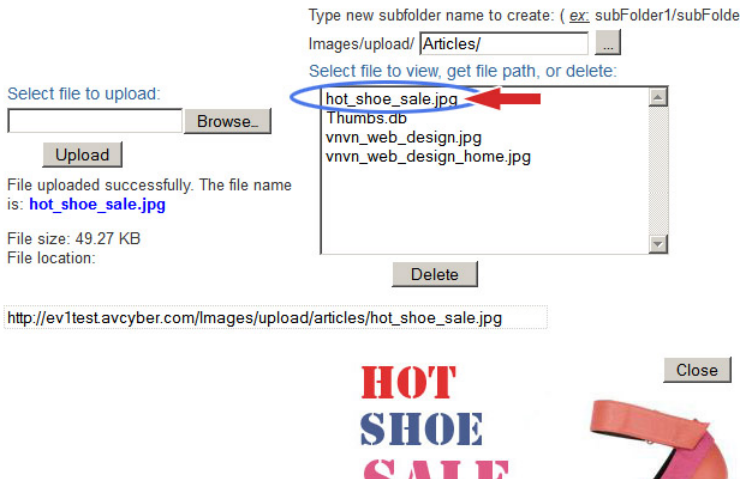 Type new subfolder name to create: ( ex: subFolder1/subFolde
Images/upload/ Articles/ ...
Select file to view, get file path, or delete:
Select file to upload:
Browse...
Upload
File uploaded successfully. The file name
is: hot_shoe_sale.jpg
File size: 49.27 KB
File location:
hot_shoe_sale.jpg
Thumbs.db
vnvn_web_design.jpg
vnvn_web_design_home.jpg
Delete
http://ev1test.avcyber.com/Images/upload/articles/hot_shoe_sale.jpg
Close
HOT
SHOE
SALE